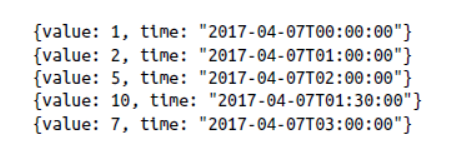 {value: 1, time: "2017-04-07T00:00:00"}
{value: 2, time: "2017-04-07T01:00:00"}
{value: 5, time: "2017-04-07T02:00:00"}
{value: 10, time: "2017-04-07T01:30:00"}
{value: 7, time: "2017-04-07T03:00:00"}